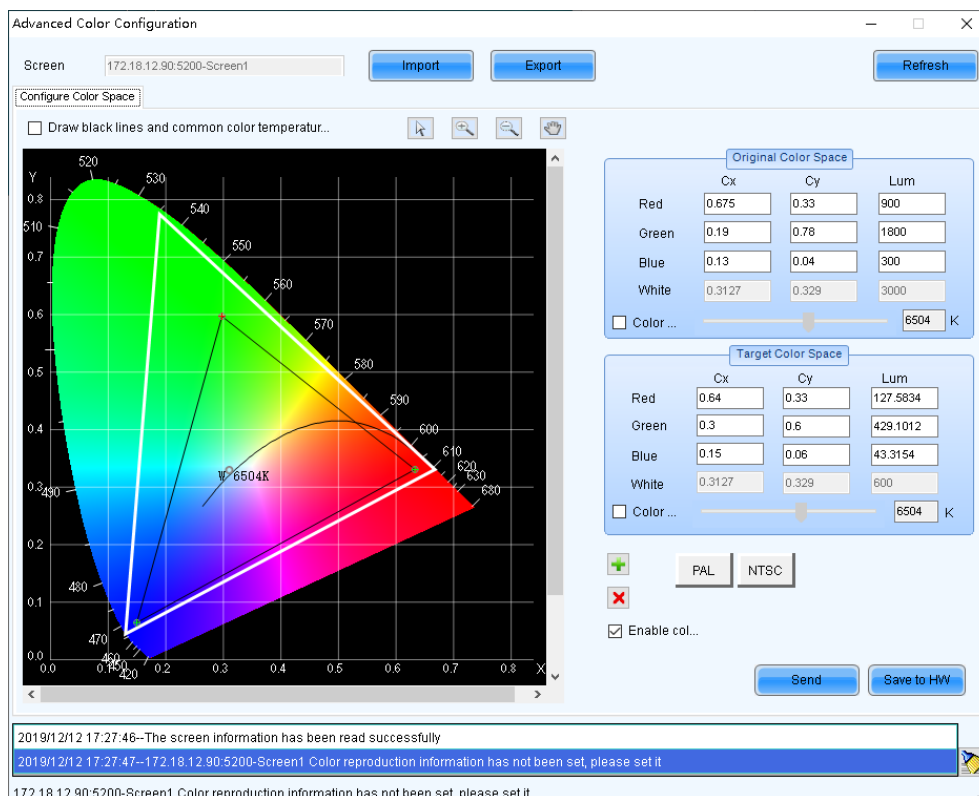 Advanced Color Configuration
Screen 172.18.12.90:5200-Screen1 Import Export Refresh
Configure Color Space
Draw black lines and common color temperatur...
Original Color Space
Cx Cy Lum
Red 0.675 0.33 900
Green 0.19 0.78 1800
Blue 0.13 0.04 300
White 0.3127 0.329 3000
Color ... 6504 K
Target Color Space
Cx Cy Lum
Red 0.64 0.33 127.5834
Green 0.3 0.6 429.1012
Blue 0.15 0.06 43.3154
White 0.3127 0.329 600
Color ... 6504 K
PAL NTSC
Enable col...
Send Save to HW
Y
0.8
0.7
0.6
0.5
0.4
0.3
0.2
0.1
0.0
0.0 0.1 0.2 0.3 0.4 0.5 0.6 0.7 0.8 X
520
530
540
510
550
560
570
580
590
600
610
620
630
680
490
480
470
460
450
420
W 6504K
2019/12/12 17:27:46--The screen information has been read successfully
2019/12/12 17:27:47--172.18.12.90:5200-Screen1 Color reproduction information has not been set, please set it
172.18.12.90:5200-Screen1 Color reproduction information has not been set, please set it